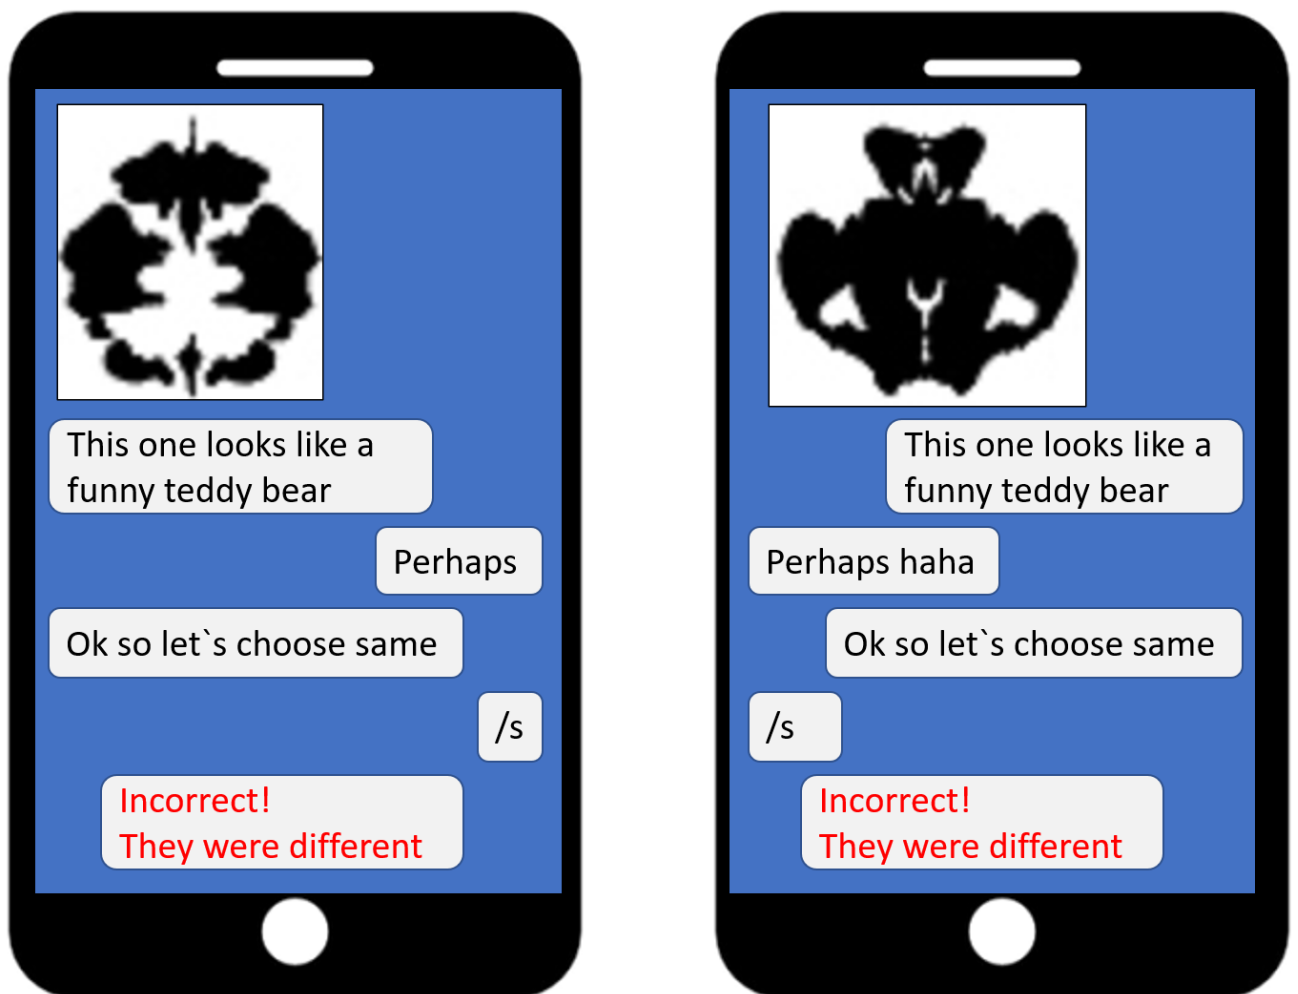 This one looks like a
funny teddy bear
Perhaps
Ok so let`s choose same
/s
Incorrect!
They were different
This one looks like a
funny teddy bear
Perhaps haha
Ok so let`s choose same
/s
Incorrect!
They were different